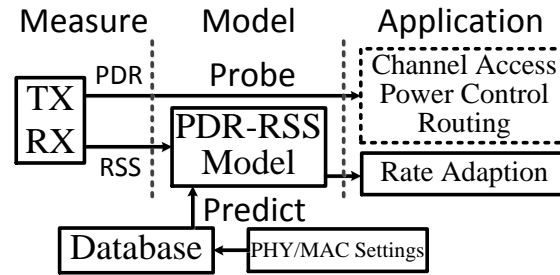 Measure Model Application
PDR Probe Channel Access
Power Control
Routing
TX
RX
PDR-RSS
Model
RSS
Rate Adaption
Predict
Database
PHY/MAC Settings